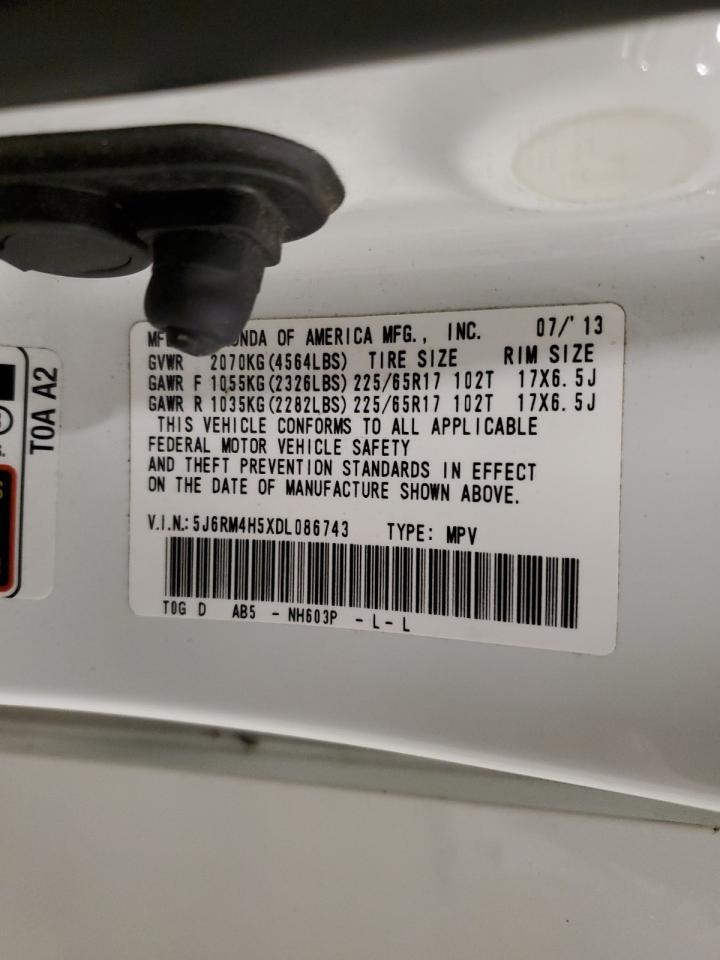 OF AMERICA MFG., INC. 07/'13
GVWR 2070KG(4564LBS) TIRE SIZE RIM SIZE
GAWR F 1055KG(2326LBS) 225/65R17 102T 17X6.5J
GAWR R 1035KG(2282LBS) 225/65R17 102T 17X6.5J
THIS VEHICLE CONFORMS TO ALL APPLICABLE
FEDERAL MOTOR VEHICLE SAFETY
AND THEFT PREVENTION STANDARDS IN EFFECT
ON THE DATE OF MANUFACTURE SHOWN ABOVE.
V.I.N.: 5J6RM4H5XDL086743 TYPE: MPV
T0G D AB5 - NH603P - L - L
T0A A2